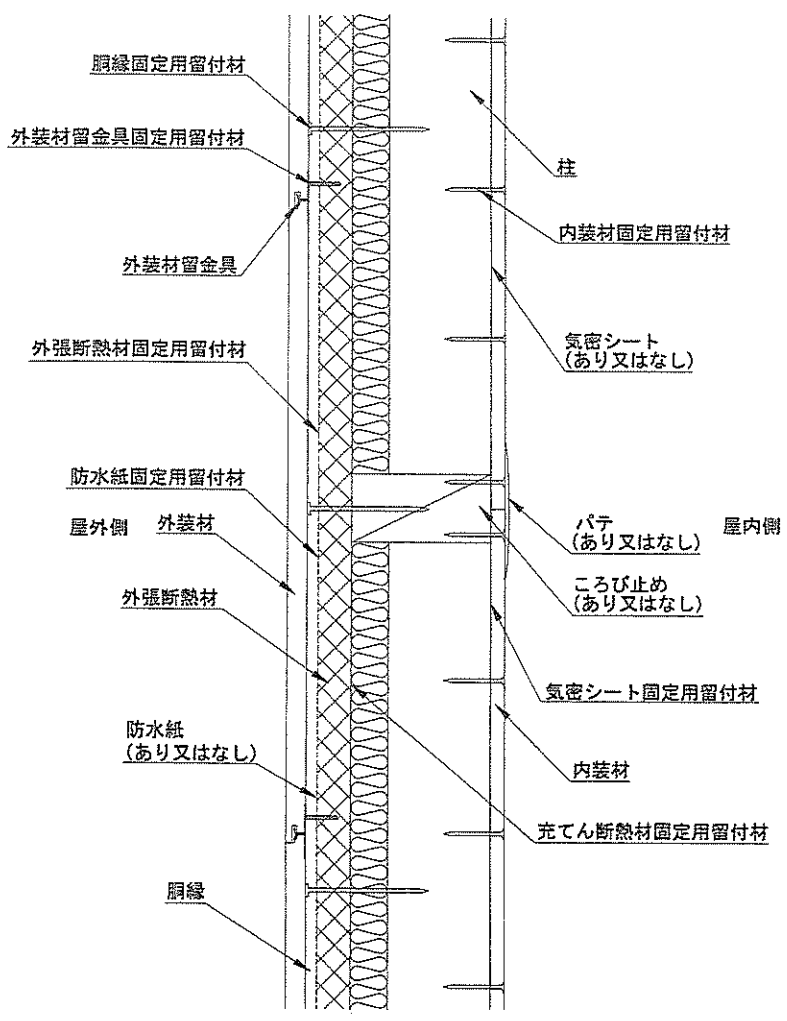 胴縁固定用留付材
外装材留金具固定用留付材
柱
内装材固定用留付材
外装材留金具
気密シート
(あり又はなし)
外張断熱材固定用留付材
防水紙固定用留付材
屋外側
外装材
パテ
(あり又はなし)
屋内側
ころび止め
(あり又はなし)
外張断熱材
気密シート固定用留付材
防水紙
(あり又はなし)
内装材
充てん断熱材固定用留付材
胴縁